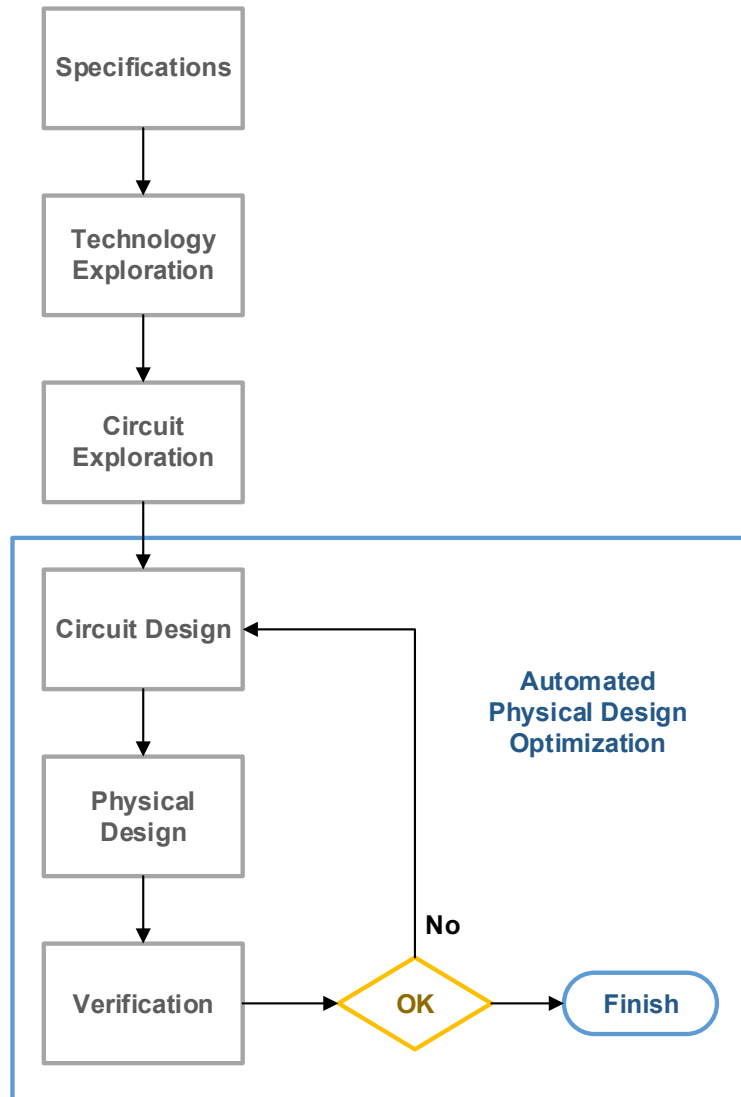 Specifications
Technology
Exploration
Circuit
Exploration
Circuit Design
Automated
Physical Design
Optimization
Physical
Design
No
Verification
OK
Finish